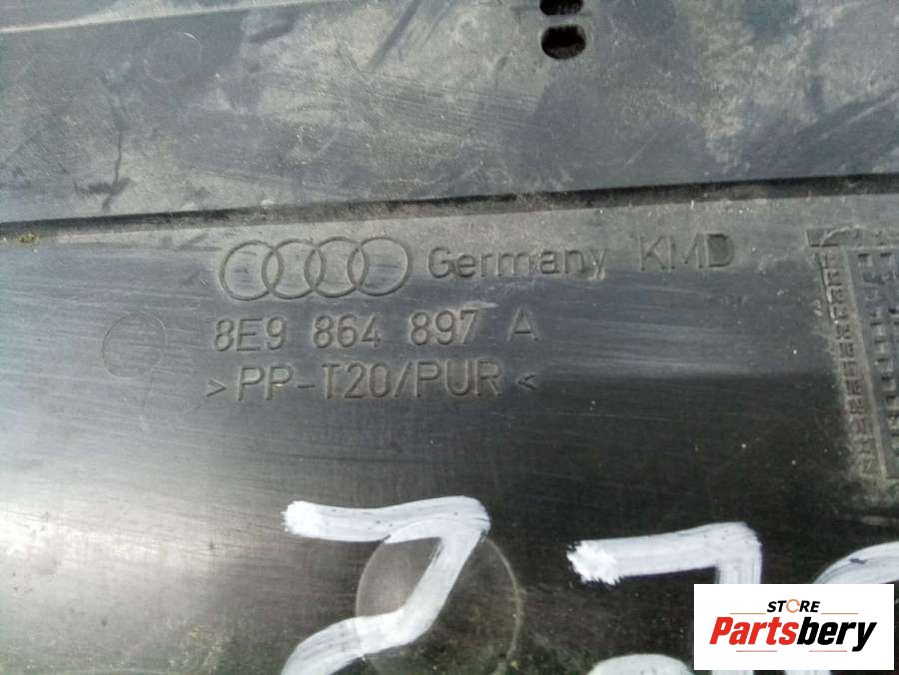 Germany KMD
8E9 864 897 A
>PP-T20/PUR<
STORE
Partsbery